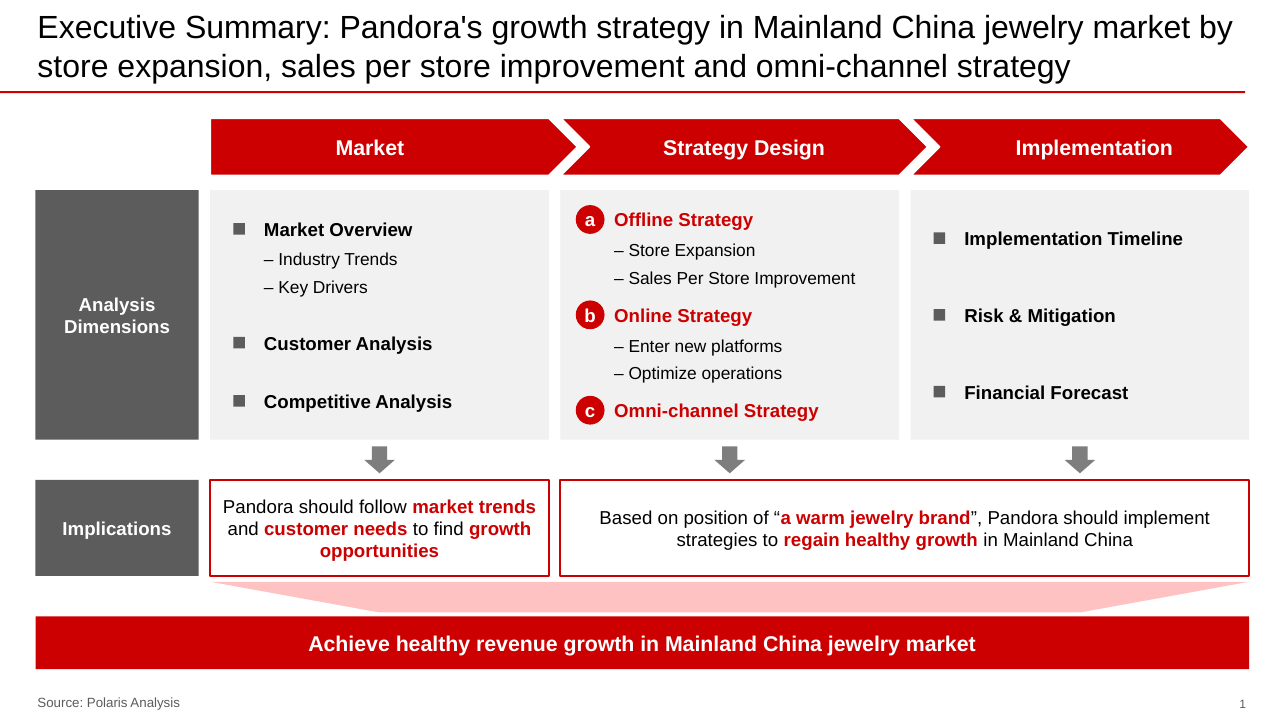 Executive Summary: Pandora's growth strategy in Mainland China jewelry market by
store expansion, sales per store improvement and omni-channel strategy
Market
Strategy Design
Implementation
Analysis
Dimensions
Market Overview
– Industry Trends
– Key Drivers
Customer Analysis
Competitive Analysis
a Offline Strategy
– Store Expansion
– Sales Per Store Improvement
b Online Strategy
– Enter new platforms
– Optimize operations
c Omni-channel Strategy
Implementation Timeline
Risk & Mitigation
Financial Forecast
Implications
Pandora should follow market trends
and customer needs to find growth
opportunities
Based on position of “a warm jewelry brand”, Pandora should implement
strategies to regain healthy growth in Mainland China
Achieve healthy revenue growth in Mainland China jewelry market
Source: Polaris Analysis
1